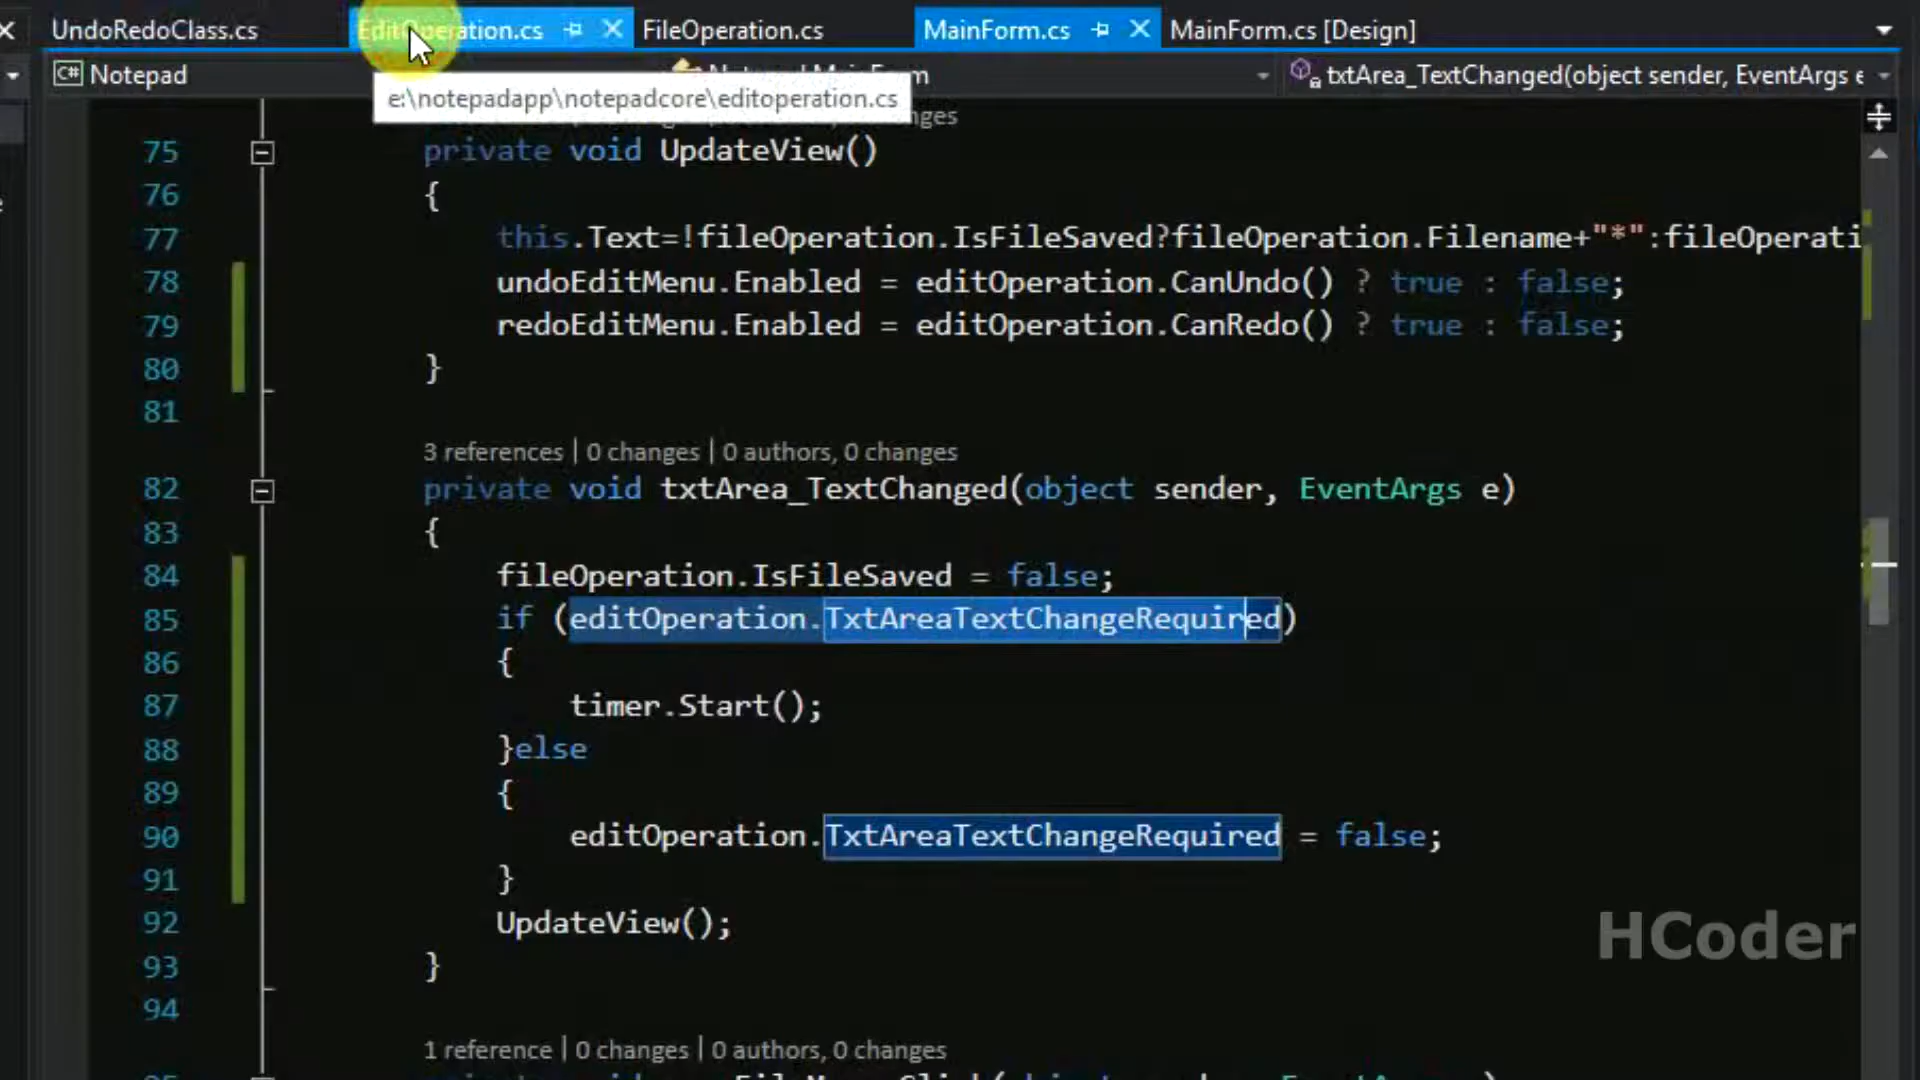 UndoRedoClass.cs EditOperation.cs FileOperation.cs MainForm.cs MainForm.cs [Design]
C# Notepad txtArea_TextChanged(object sender, EventArgs e
e:\notepadapp\notepadcore\editoperation.cs
75 private void UpdateView()
76 {
77 this.Text=!fileOperation.IsFileSaved?fileOperation.Filename+"*":fileOperati
78 undoEditMenu.Enabled = editOperation.CanUndo() ? true : false;
79 redoEditMenu.Enabled = editOperation.CanRedo() ? true : false;
80 }
81
3 references | 0 changes | 0 authors, 0 changes
82 private void txtArea_TextChanged(object sender, EventArgs e)
83 {
84 fileOperation.IsFileSaved = false;
85 if (editOperation.TxtAreaTextChangeRequired)
86 {
87 timer.Start();
88 }else
89 {
90 editOperation.TxtAreaTextChangeRequired = false;
91 }
92 UpdateView();
93 }
94
HCoder
1 reference | 0 changes | 0 authors, 0 changes